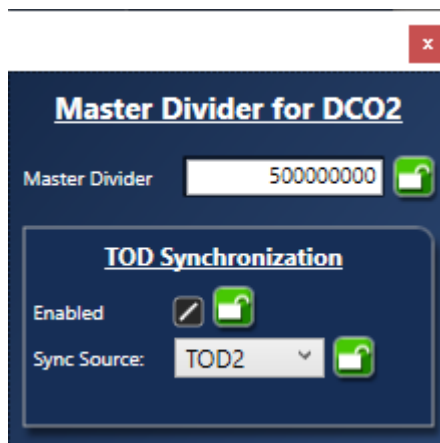 x
Master Divider for DCO2
Master Divider 500000000
TOD Synchronization
Enabled
Sync Source: TOD2